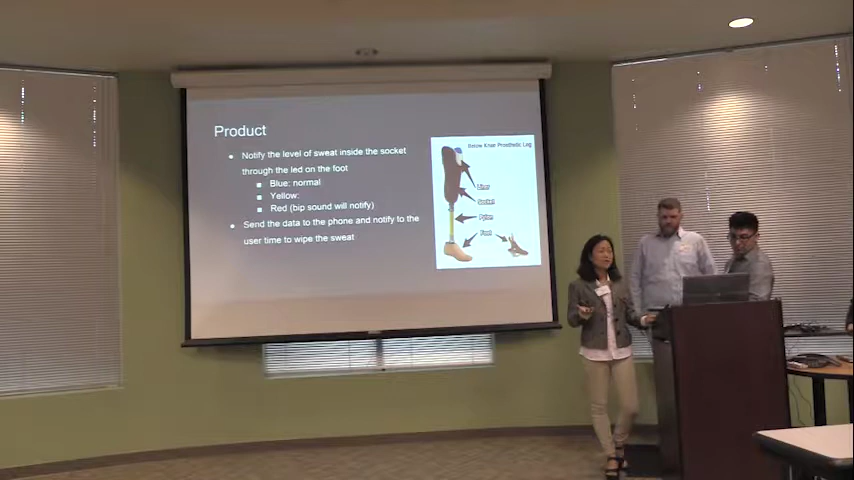 Product
Notify the level of sweat inside the socket
through the led on the foot
Blue: normal
Yellow:
Red (bip sound will notify)
Send the data to the phone and notify to the
user time to wipe the sweat
Below Knee Prosthetic Leg
Liner
Socket
Pylon
Foot